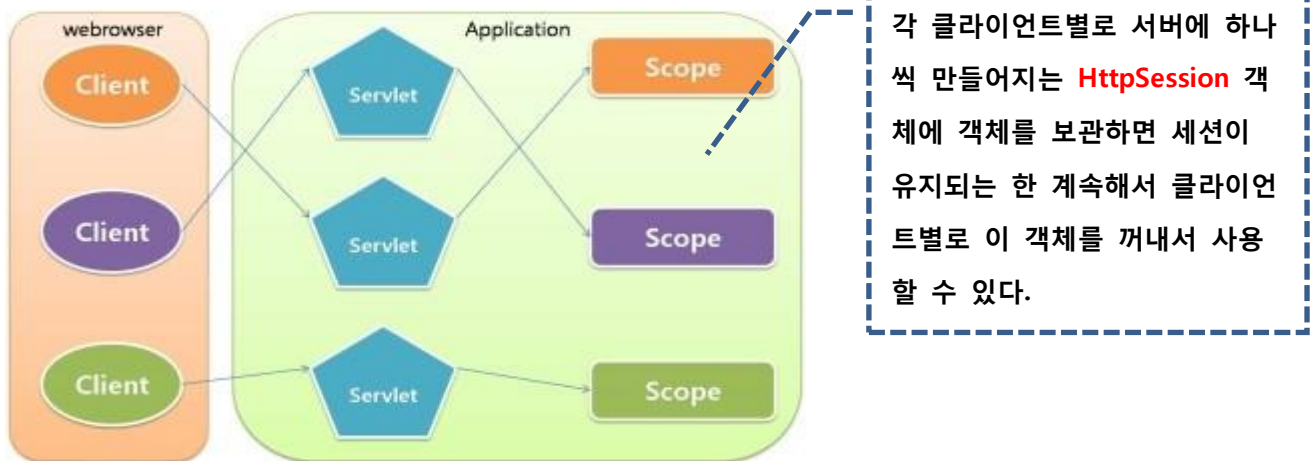 webrowser
Application
Client
Servlet
Scope
Client
Servlet
Scope
Client
Servlet
Scope
각 클라이언트별로 서버에 하나
씩 만들어지는 HttpSession 객
체에 객체를 보관하면 세션이
유지되는 한 계속해서 클라이언
트별로 이 객체를 꺼내서 사용
할 수 있다.